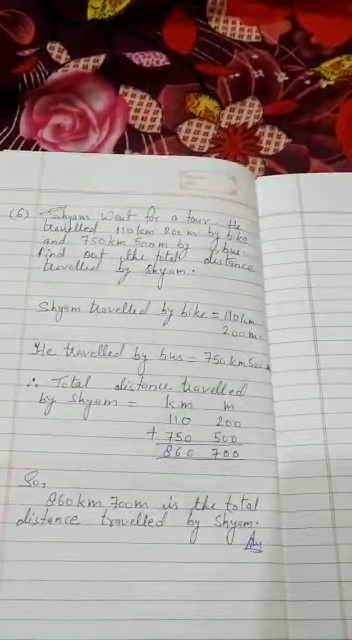 (6) Shyam went for a tour. He
travelled 110 km 200 m by bike
and 750 km 500 m by bus.
Find out the total distance
travelled by Shyam.
Shyam travelled by bike = 110 km
200 m.
He travelled by bus = 750 km 500 m
∴ Total distance travelled
by Shyam = km m
110 200
+ 750 500
860 700
So,
860 km 700 m is the total
distance travelled by Shyam.
Ans